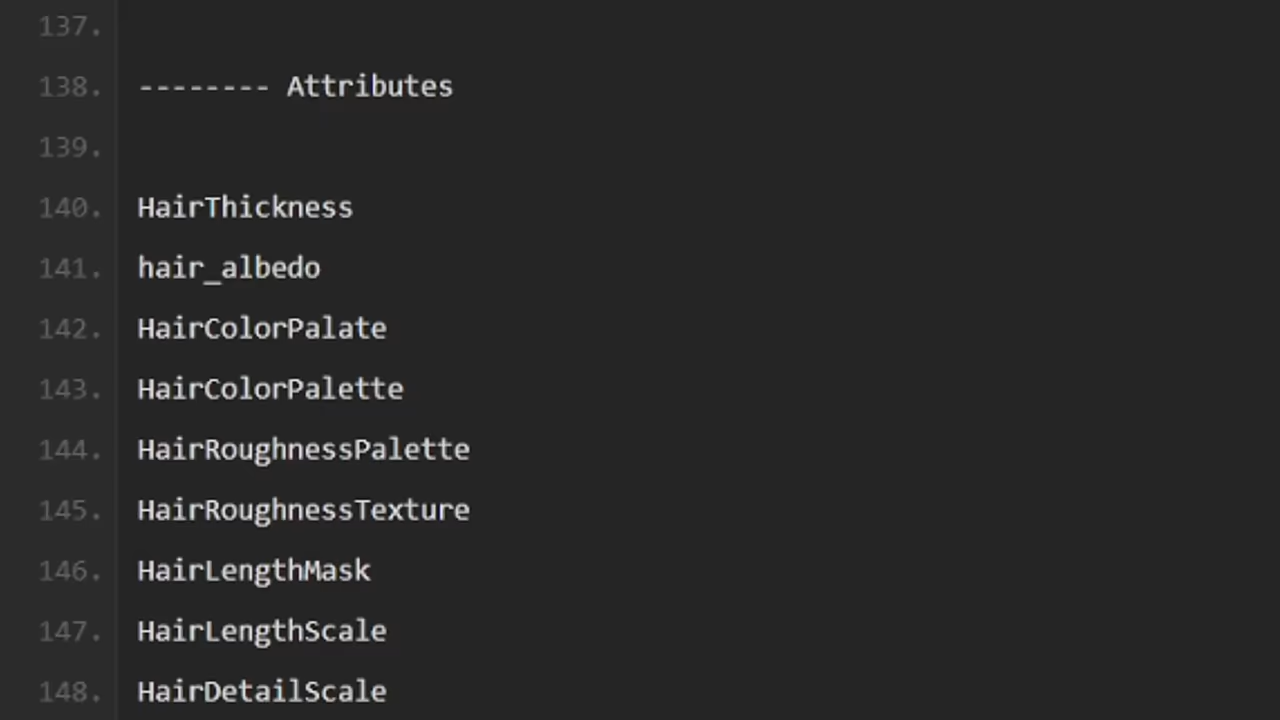 137.
138. -------- Attributes
139.
140. HairThickness
141. hair_albedo
142. HairColorPalate
143. HairColorPalette
144. HairRoughnessPalette
145. HairRoughnessTexture
146. HairLengthMask
147. HairLengthScale
148. HairDetailScale